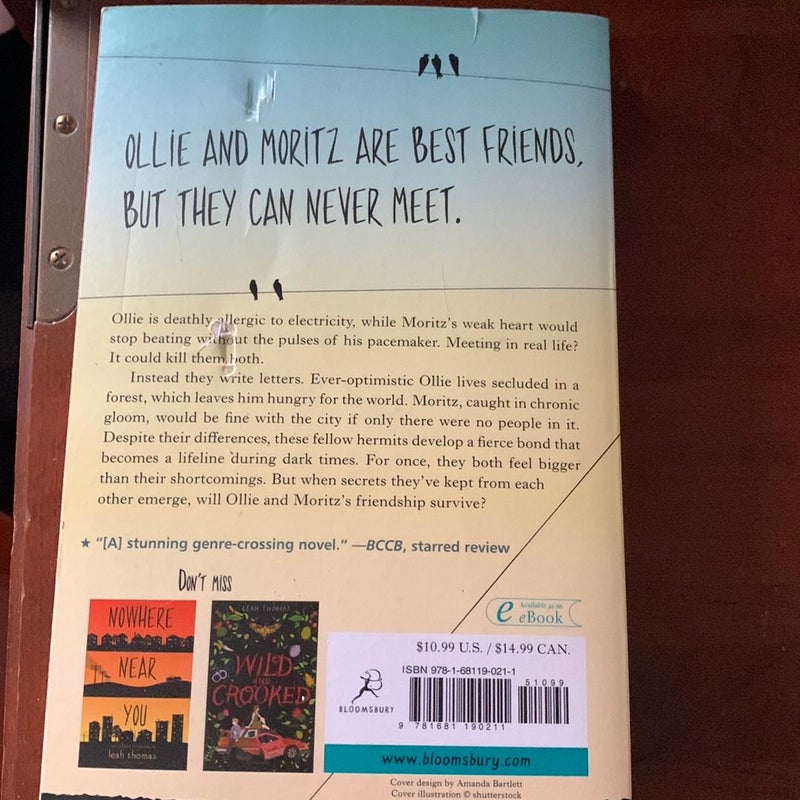 OLLIE AND MORITZ ARE BEST FRIENDS,
BUT THEY CAN NEVER MEET.
Ollie is deathly allergic to electricity, while Moritz's weak heart would
stop beating without the pulses of his pacemaker. Meeting in real life?
It could kill them both.
Instead they write letters. Ever-optimistic Ollie lives secluded in a
forest, which leaves him hungry for the world. Moritz, caught in chronic
gloom, would be fine with the city if only there were no people in it.
Despite their differences, these fellow hermits develop a fierce bond that
becomes a lifeline during dark times. For once, they both feel bigger
than their shortcomings. But when secrets they've kept from each
other emerge, will Ollie and Moritz's friendship survive?
★ "[A] stunning genre-crossing novel." —BCCB, starred review
DON'T MISS
NOWHERE
NEAR
YOU
leah thomas
LEAH THOMAS
WILD
AND
CROOKED
e Available as an
eBook
$10.99 U.S. / $14.99 CAN.
ISBN 978-1-68119-021-1
51099
9 781681 190211
BLOOMSBURY
www.bloomsbury.com
Cover design by Amanda Bartlett
Cover illustration © shutterstock